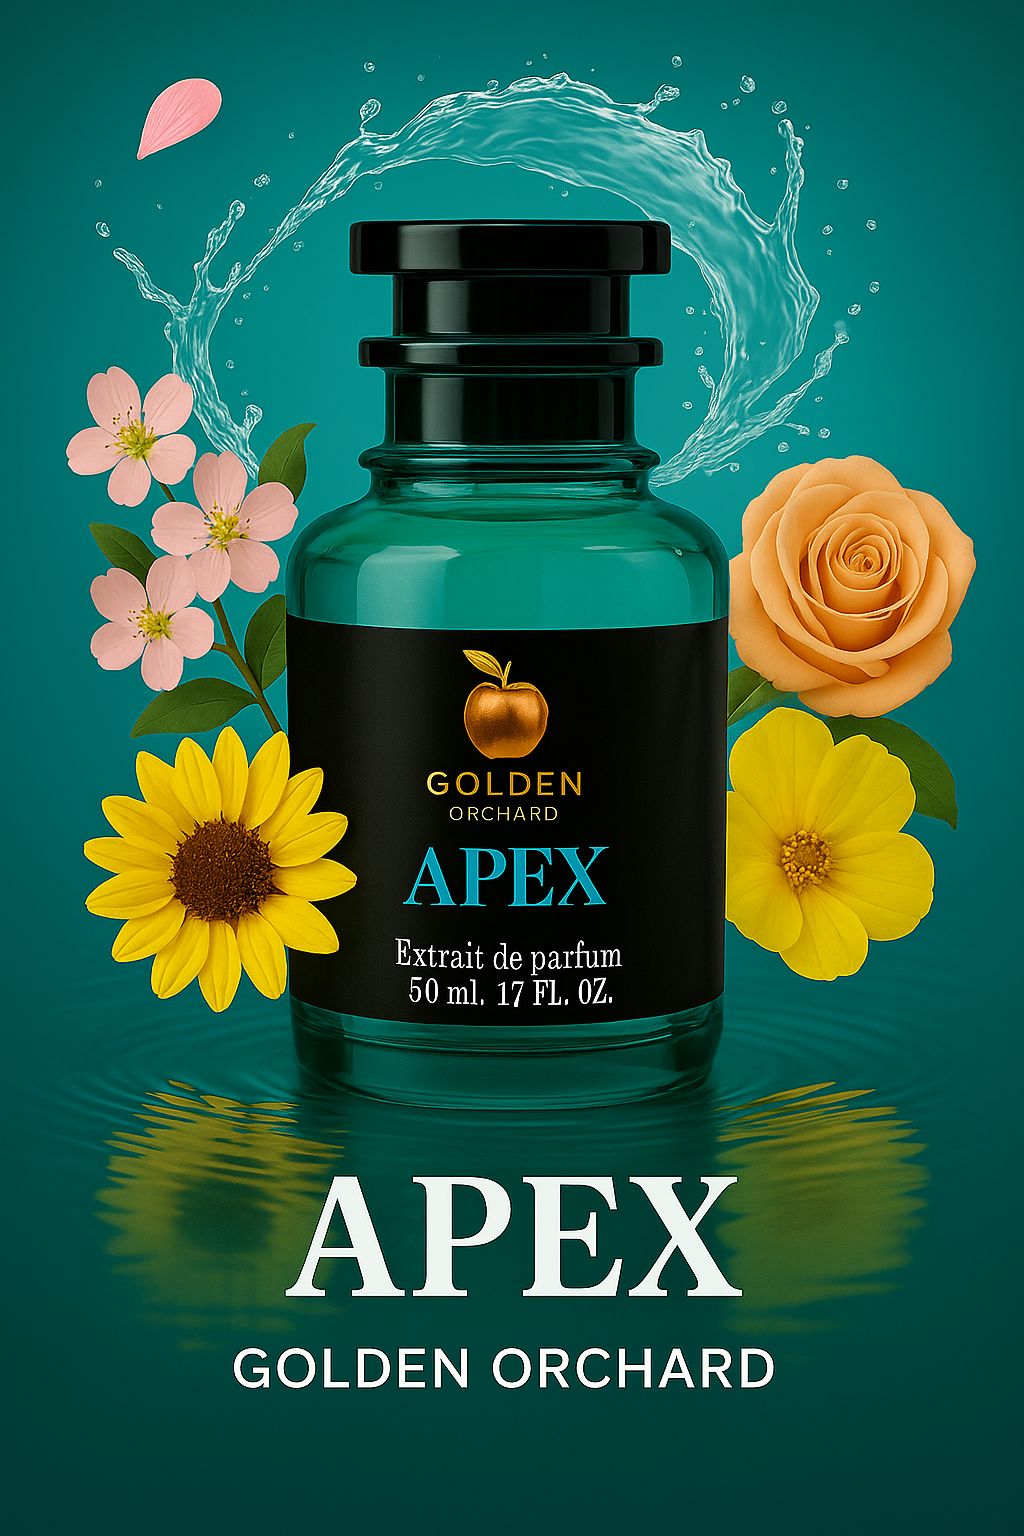 GOLDEN
ORCHARD
APEX
Extrait de parfum
50 ml. 17 FL. OZ.
APEX
GOLDEN ORCHARD